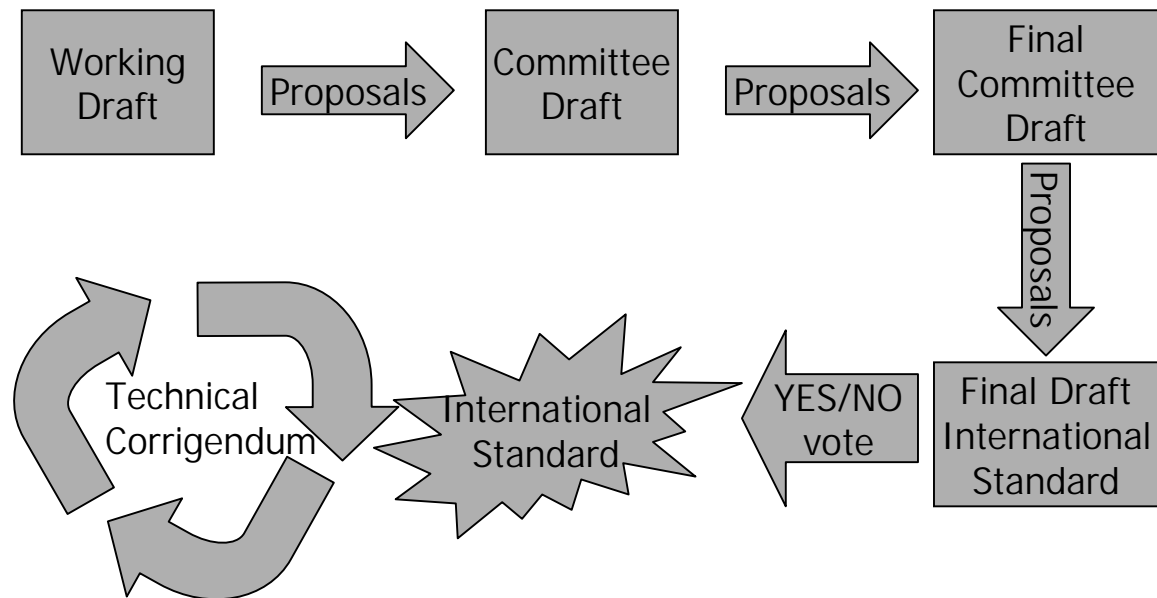 Working
Draft
Proposals
Committee
Draft
Proposals
Final
Committee
Draft
Proposals
Final Draft
International
Standard
YES/NO
vote
International
Standard
Technical
Corrigendum